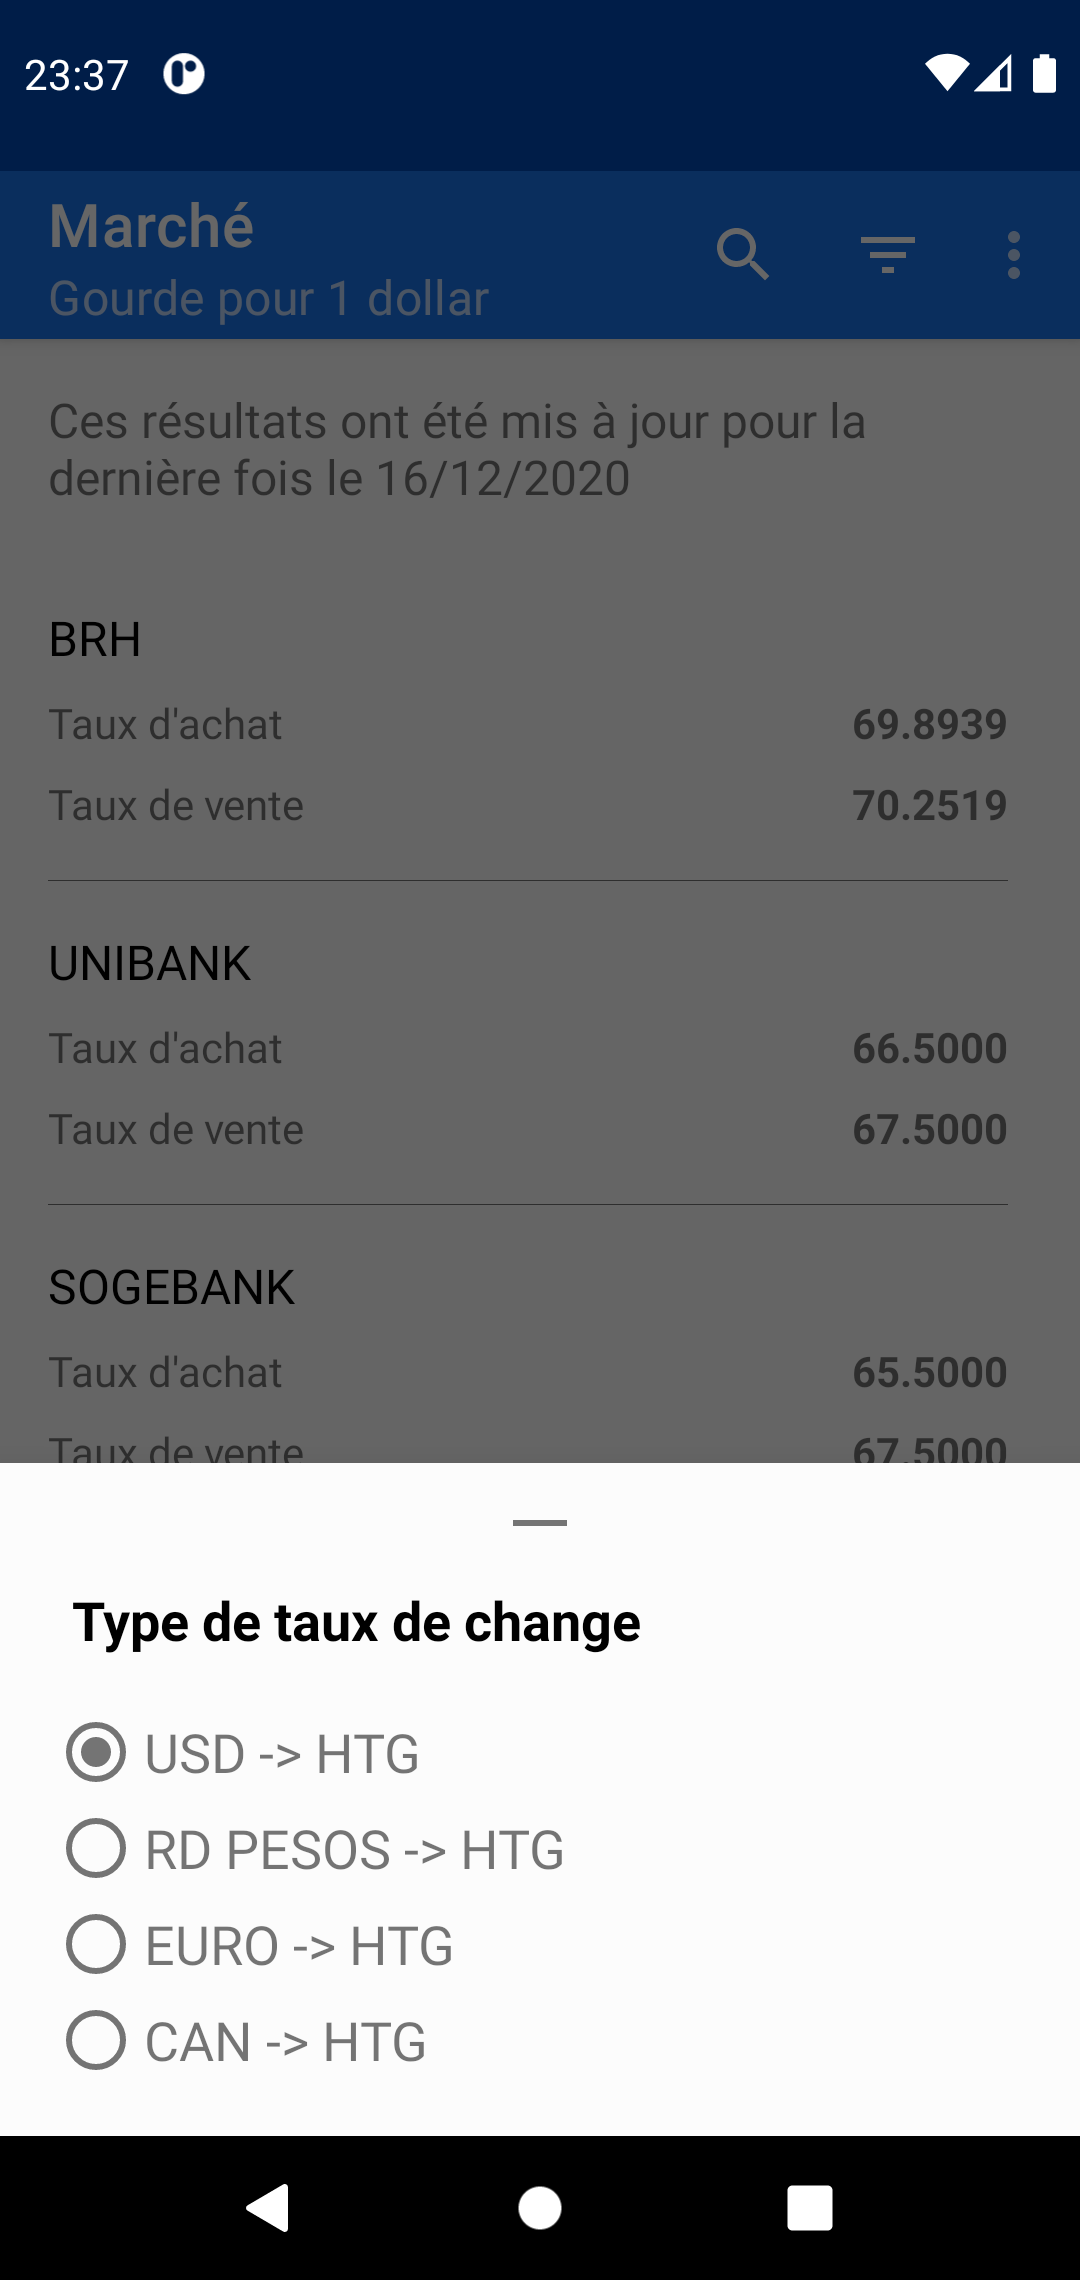 23:37
Marché
Gourde pour 1 dollar
Ces résultats ont été mis à jour pour la
dernière fois le 16/12/2020
BRH
Taux d'achat 69.8939
Taux de vente 70.2519
UNIBANK
Taux d'achat 66.5000
Taux de vente 67.5000
SOGEBANK
Taux d'achat 65.5000
Taux de vente 67.5000
Type de taux de change
USD -> HTG
RD PESOS -> HTG
EURO -> HTG
CAN -> HTG